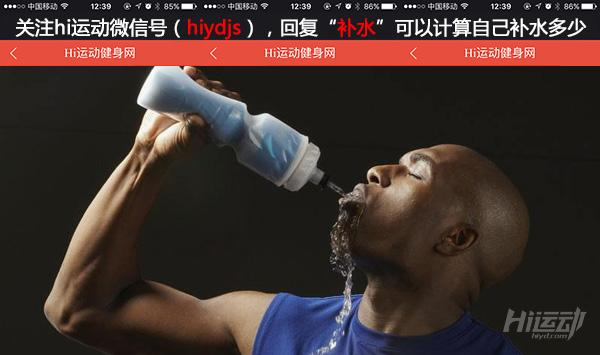 中国移动 12:39 85%
中国移动 12:39 86%
中国移动 12:39 86%
关注hi运动微信号（hiydjs），回复“补水”可以计算自己补水多少
Hi运动健身网
Hi运动健身网
Hi运动健身网
Hi运动
hiyd.com